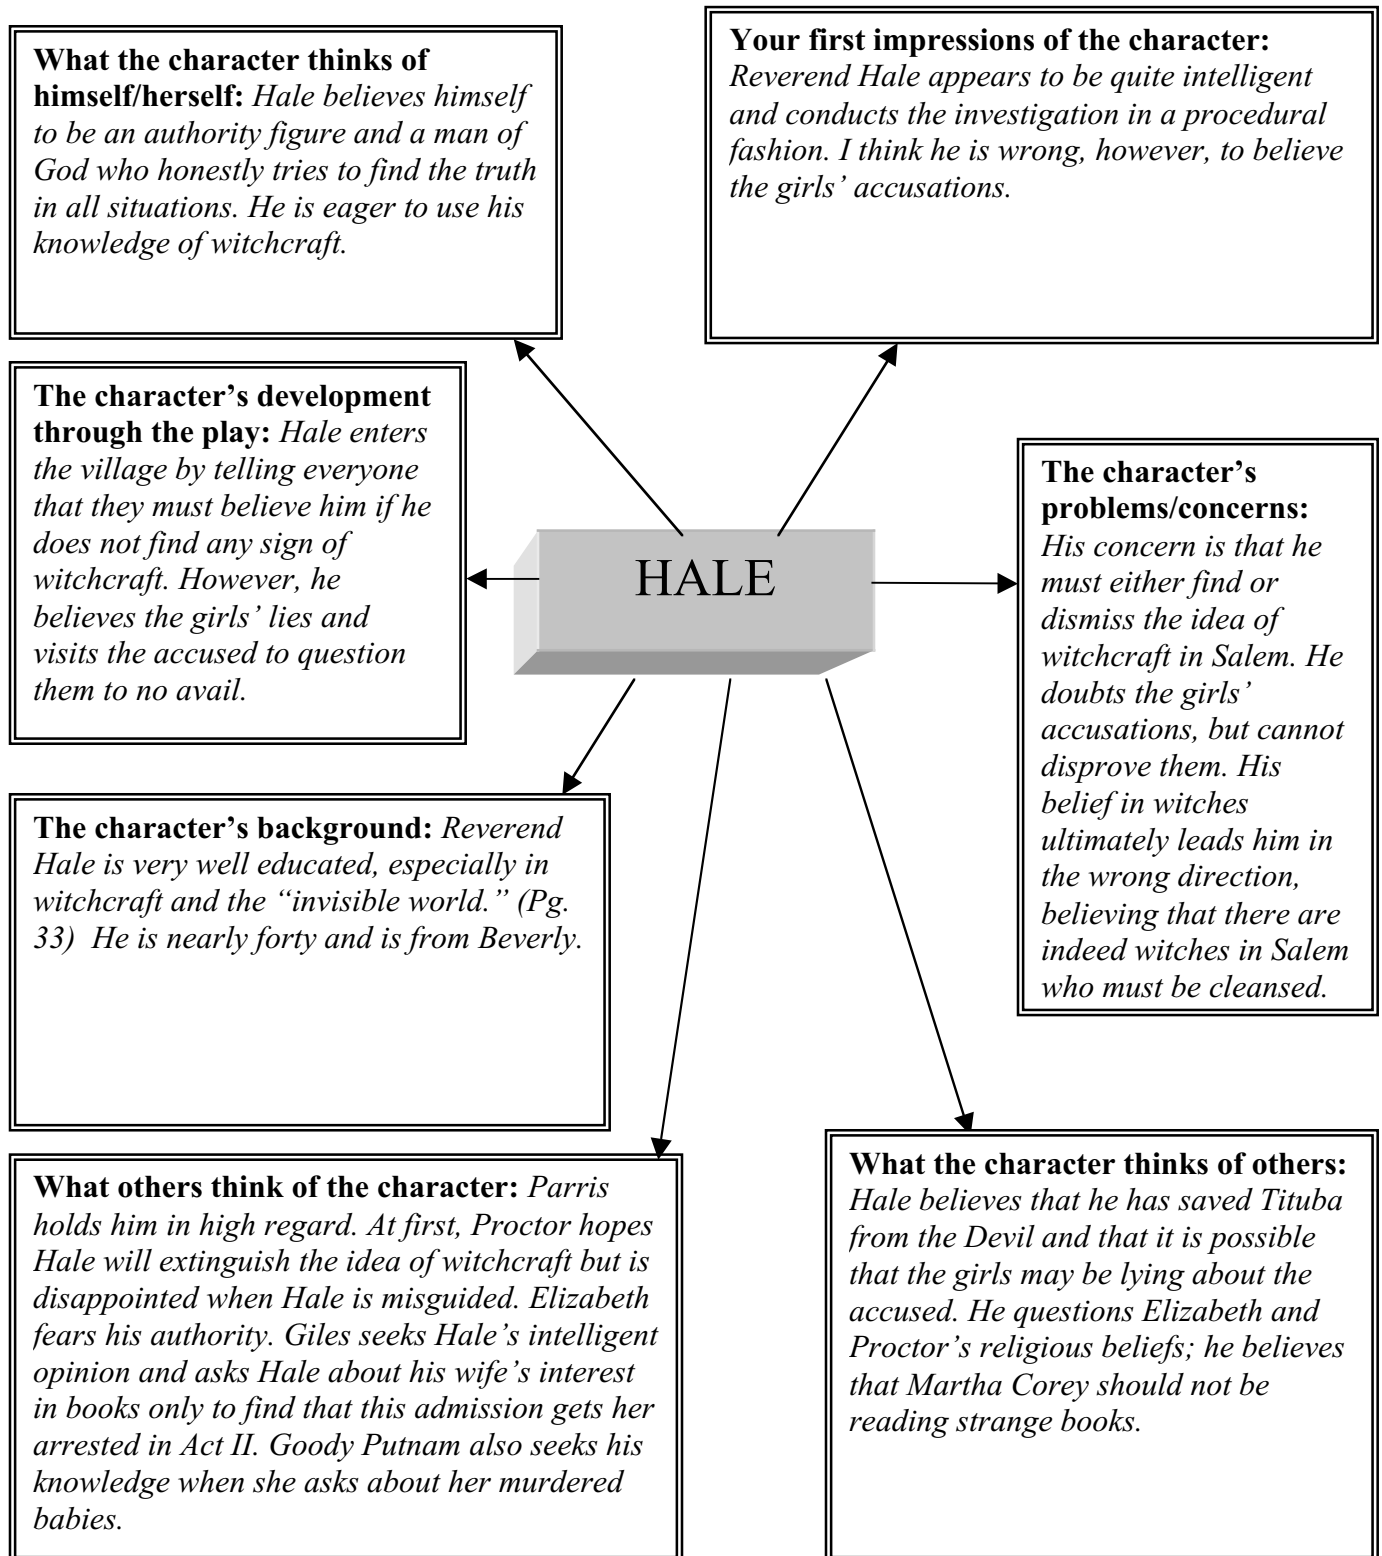 What the character thinks of
himself/herself: Hale believes himself
to be an authority figure and a man of
God who honestly tries to find the truth
in all situations. He is eager to use his
knowledge of witchcraft.
Your first impressions of the character:
Reverend Hale appears to be quite intelligent
and conducts the investigation in a procedural
fashion. I think he is wrong, however, to believe
the girls’ accusations.
The character’s development
through the play: Hale enters
the village by telling everyone
that they must believe him if he
does not find any sign of
witchcraft. However, he
believes the girls’ lies and
visits the accused to question
them to no avail.
HALE
The character’s
problems/concerns:
His concern is that he
must either find or
dismiss the idea of
witchcraft in Salem. He
doubts the girls’
accusations, but cannot
disprove them. His
belief in witches
ultimately leads him in
the wrong direction,
believing that there are
indeed witches in Salem
who must be cleansed.
The character’s background: Reverend
Hale is very well educated, especially in
witchcraft and the “invisible world.” (Pg.
33) He is nearly forty and is from Beverly.
What others think of the character: Parris
holds him in high regard. At first, Proctor hopes
Hale will extinguish the idea of witchcraft but is
disappointed when Hale is misguided. Elizabeth
fears his authority. Giles seeks Hale’s intelligent
opinion and asks Hale about his wife’s interest
in books only to find that this admission gets her
arrested in Act II. Goody Putnam also seeks his
knowledge when she asks about her murdered
babies.
What the character thinks of others:
Hale believes that he has saved Tituba
from the Devil and that it is possible
that the girls may be lying about the
accused. He questions Elizabeth and
Proctor’s religious beliefs; he believes
that Martha Corey should not be
reading strange books.